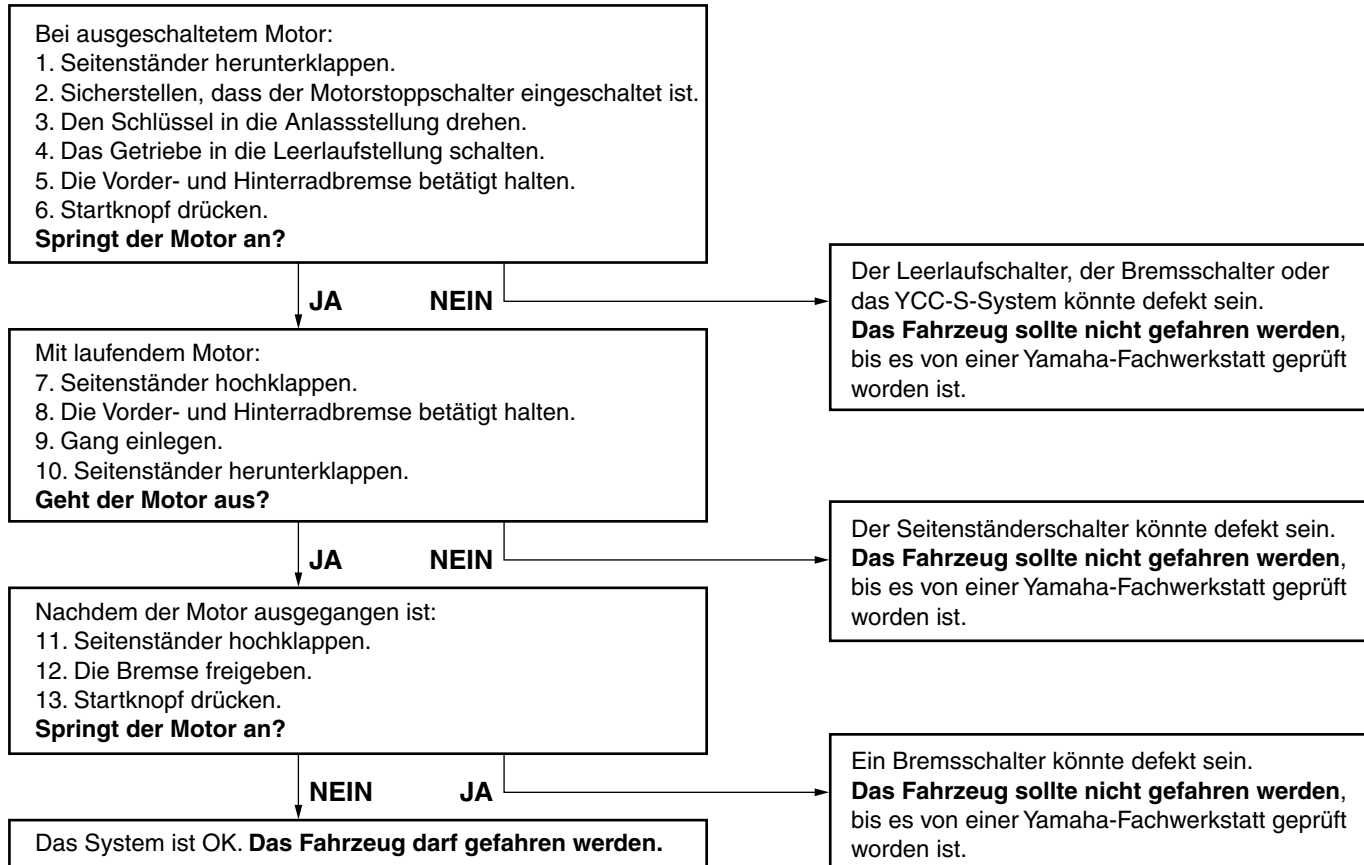 Bei ausgeschaltetem Motor:
1. Seitenständer herunterklappen.
2. Sicherstellen, dass der Motorstoppschalter eingeschaltet ist.
3. Den Schlüssel in die Anlassstellung drehen.
4. Das Getriebe in die Leerlaufstellung schalten.
5. Die Vorder- und Hinterradbremse betätigt halten.
6. Startknopf drücken.
Springt der Motor an?
JA NEIN
Der Leerlaufschalter, der Bremsschalter oder
das YCC-S-System könnte defekt sein.
Das Fahrzeug sollte nicht gefahren werden,
bis es von einer Yamaha-Fachwerkstatt geprüft
worden ist.
Mit laufendem Motor:
7. Seitenständer hochklappen.
8. Die Vorder- und Hinterradbremse betätigt halten.
9. Gang einlegen.
10. Seitenständer herunterklappen.
Geht der Motor aus?
JA NEIN
Der Seitenständerschalter könnte defekt sein.
Das Fahrzeug sollte nicht gefahren werden,
bis es von einer Yamaha-Fachwerkstatt geprüft
worden ist.
Nachdem der Motor ausgegangen ist:
11. Seitenständer hochklappen.
12. Die Bremse freigeben.
13. Startknopf drücken.
Springt der Motor an?
NEIN JA
Ein Bremsschalter könnte defekt sein.
Das Fahrzeug sollte nicht gefahren werden,
bis es von einer Yamaha-Fachwerkstatt geprüft
worden ist.
Das System ist OK. Das Fahrzeug darf gefahren werden.